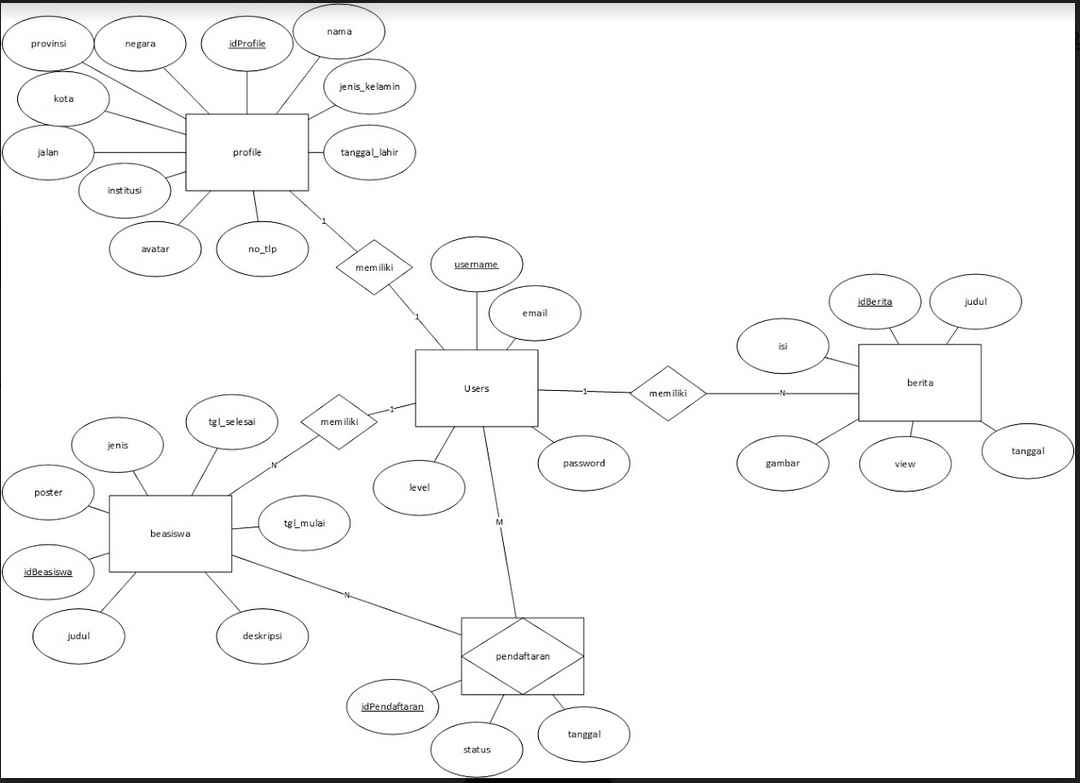 provinsi
negara
idProfile
nama
kota
jenis_kelamin
jalan
profile
tanggal_lahir
institusi
avatar
no_tlp
1
memiliki
1
username
email
Users
idBerita
judul
isi
berita
1
memiliki
N
gambar
view
tanggal
password
level
1
memiliki
N
tgl_selesai
jenis
poster
beasiswa
tgl_mulai
idBeasiswa
judul
deskripsi
M
N
pendaftaran
idPendaftaran
status
tanggal